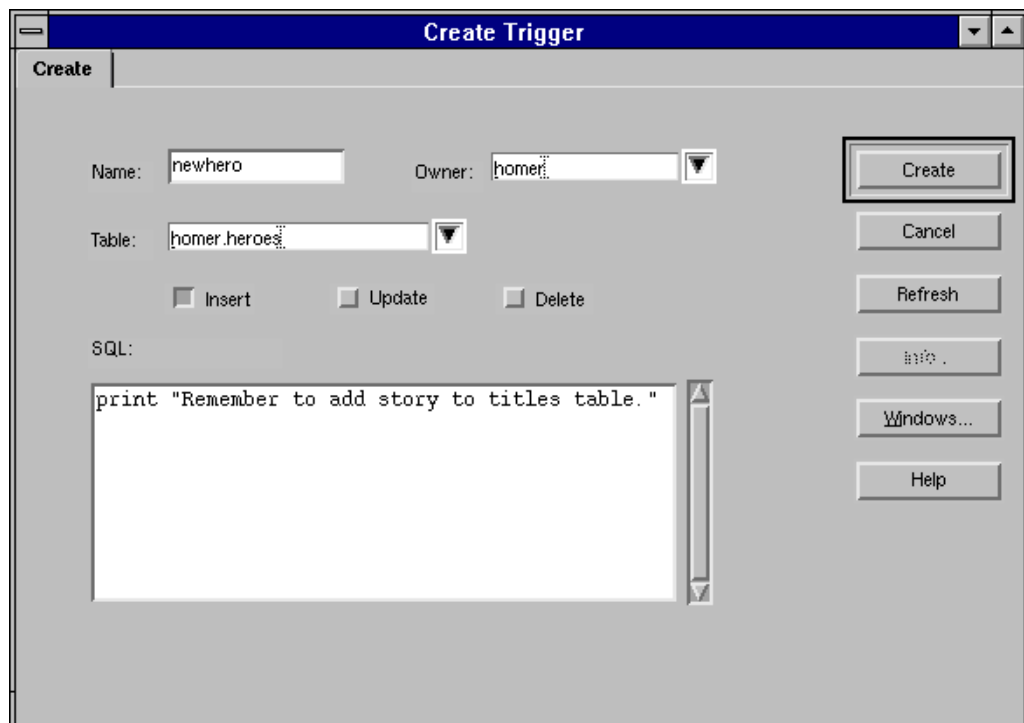 Create Trigger
Create
Name: newhero Owner: homer Create
Table: homer.heroes Cancel
Insert Update Delete Refresh
SQL: Info .
print "Remember to add story to titles table."
Windows...
Help